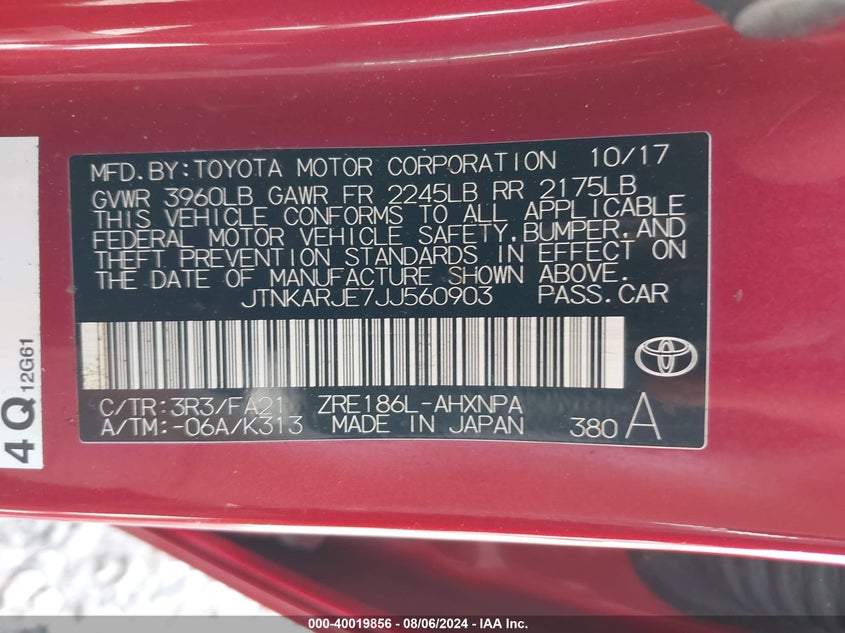 MFD.BY:TOYOTA MOTOR CORPORATION 10/17
GVWR 3960LB GAWR FR 2245LB RR 2175LB
THIS VEHICLE CONFORMS TO ALL APPLICABLE
FEDERAL MOTOR VEHICLE SAFETY,BUMPER,AND
THEFT PREVENTION STANDARDS IN EFFECT ON
THE DATE OF MANUFACTURE SHOWN ABOVE.
JTNKARJE7JJ560903 PASS.CAR
C/TR:3R3/FA21 ZRE186L-AHXNPA
A/TM:-06A/K313 MADE IN JAPAN 380 A
4Q 12G61
000-40019856 - 08/06/2024 - IAA Inc.